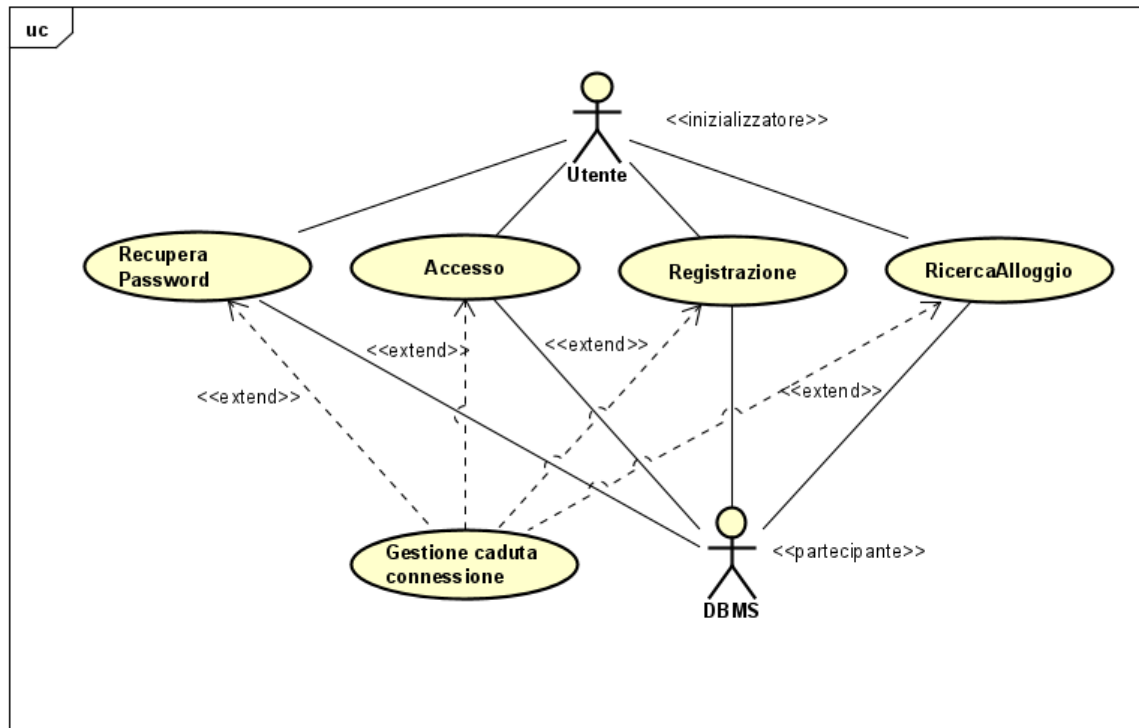 uc
<<inizializzatore>>
Utente
Recupera
Password
Accesso
Registrazione
RicercaAlloggio
<<extend>>
<<extend>>
<<extend>>
<<extend>>
Gestione caduta
connessione
<<partecipante>>
DBMS